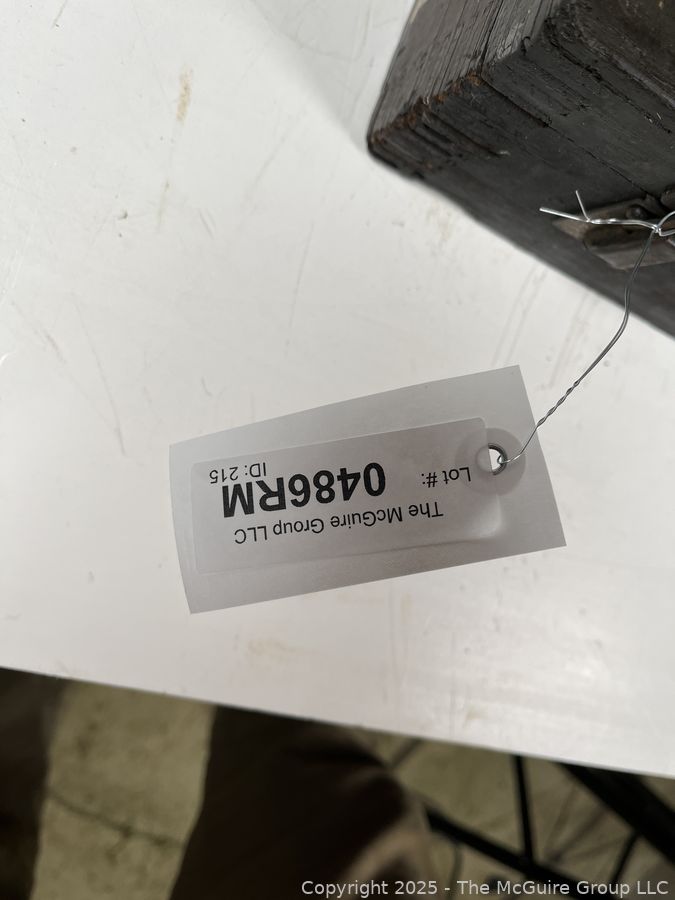 The McGuire Group LLC
Lot #: 0486RM
ID: 215
Copyright 2025 - The McGuire Group LLC